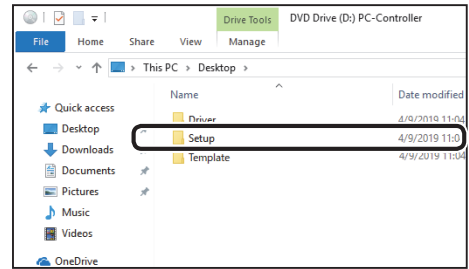 Drive Tools DVD Drive (D:) PC-Controller
File Home Share View Manage
This PC > Desktop >
Name Date modified
Quick access
Desktop
Downloads
Documents
Pictures
Music
Videos
OneDrive
Driver 4/9/2019 11:04
Setup 4/9/2019 11:0
Template 4/9/2019 11:04